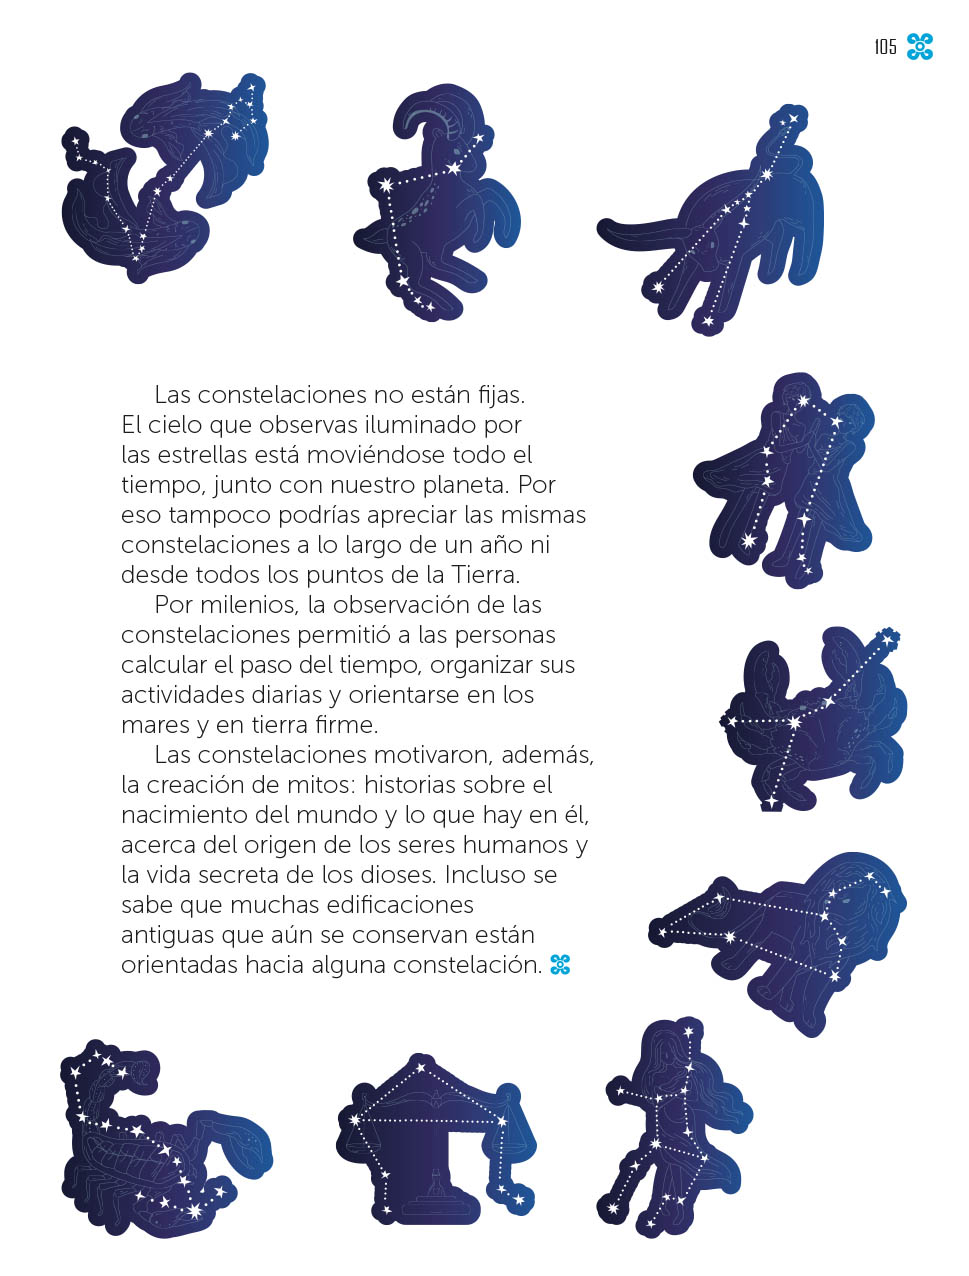 105
Las constelaciones no están fijas.
El cielo que observas iluminado por
las estrellas está moviéndose todo el
tiempo, junto con nuestro planeta. Por
eso tampoco podrías apreciar las mismas
constelaciones a lo largo de un año ni
desde todos los puntos de la Tierra.
Por milenios, la observación de las
constelaciones permitió a las personas
calcular el paso del tiempo, organizar sus
actividades diarias y orientarse en los
mares y en tierra firme.
Las constelaciones motivaron, además,
la creación de mitos: historias sobre el
nacimiento del mundo y lo que hay en él,
acerca del origen de los seres humanos y
la vida secreta de los dioses. Incluso se
sabe que muchas edificaciones
antiguas que aún se conservan están
orientadas hacia alguna constelación.